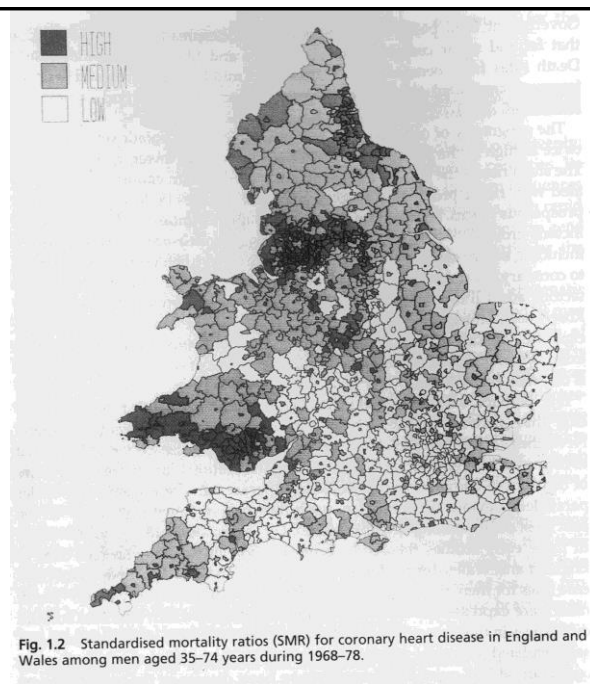 HIGH
MEDIUM
LOW
Fig. 1.2 Standardised mortality ratios (SMR) for coronary heart disease in England and
Wales among men aged 35–74 years during 1968–78.